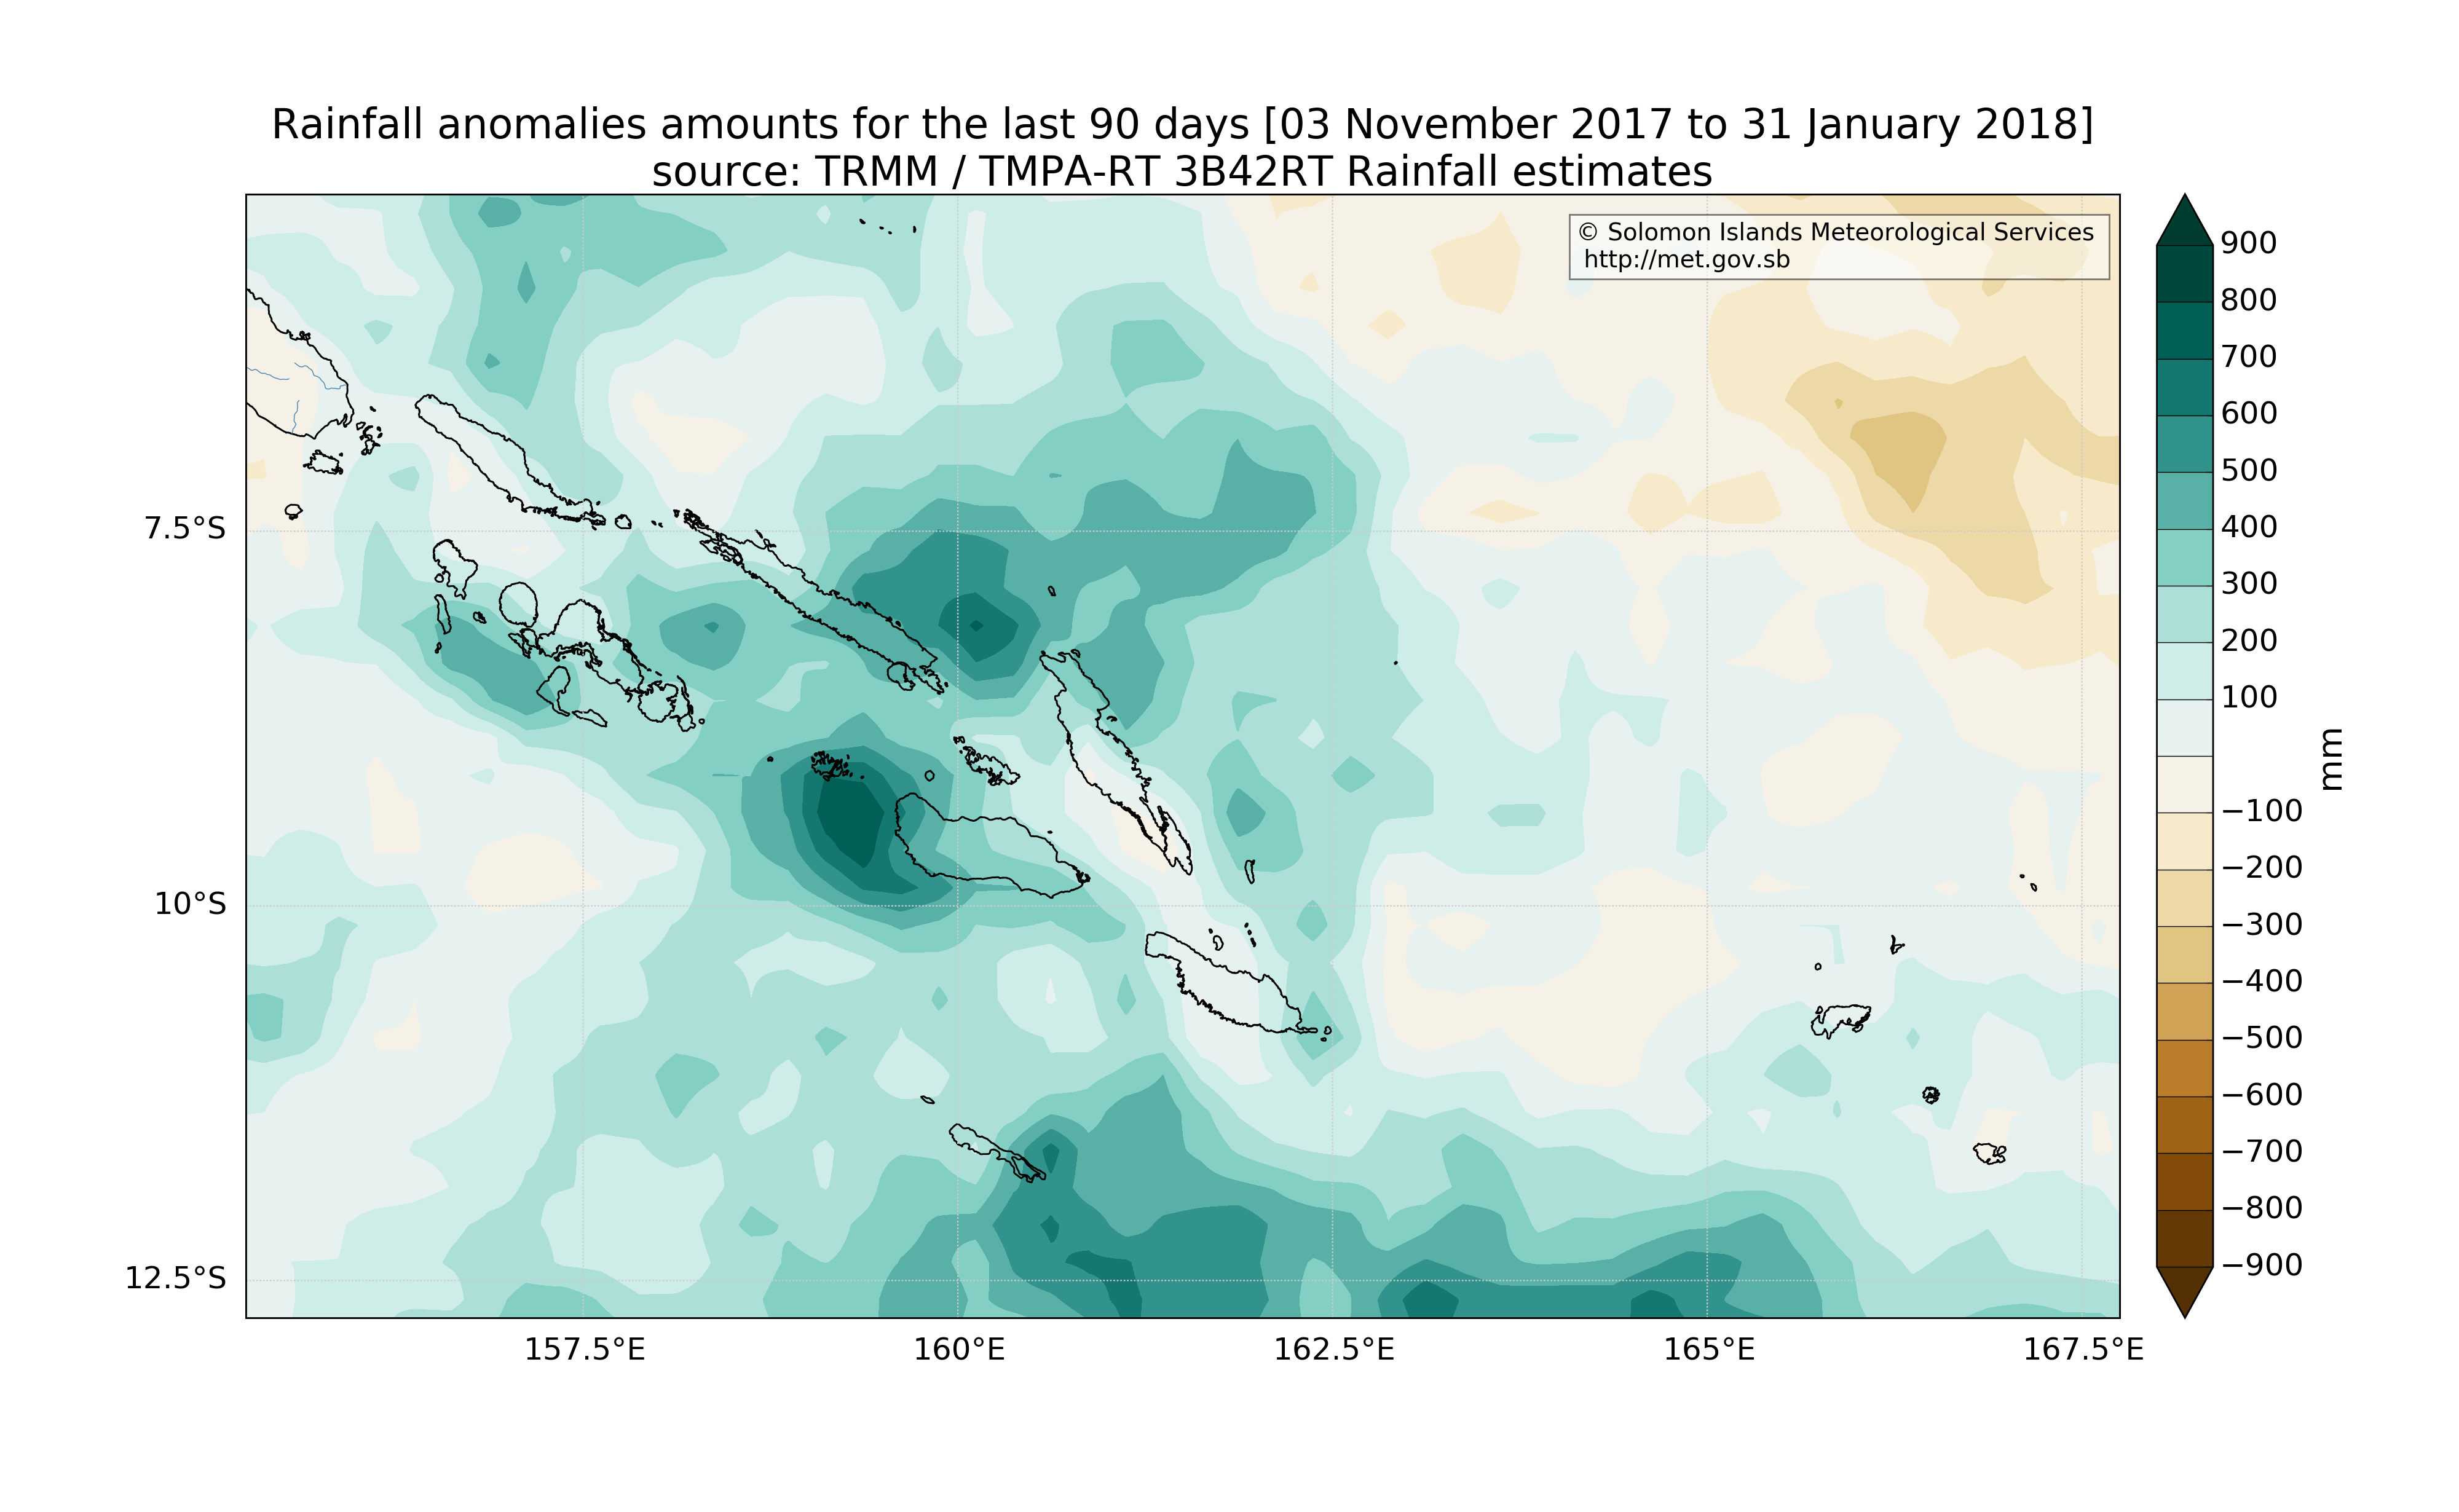 Rainfall anomalies amounts for the last 90 days [03 November 2017 to 31 January 2018]
source: TRMM / TMPA-RT 3B42RT Rainfall estimates
© Solomon Islands Meteorological Services
http://met.gov.sb
7.5°S
10°S
12.5°S
157.5°E
160°E
162.5°E
165°E
167.5°E
900
800
700
600
500
400
300
200
100
−100
−200
−300
−400
−500
−600
−700
−800
−900
mm